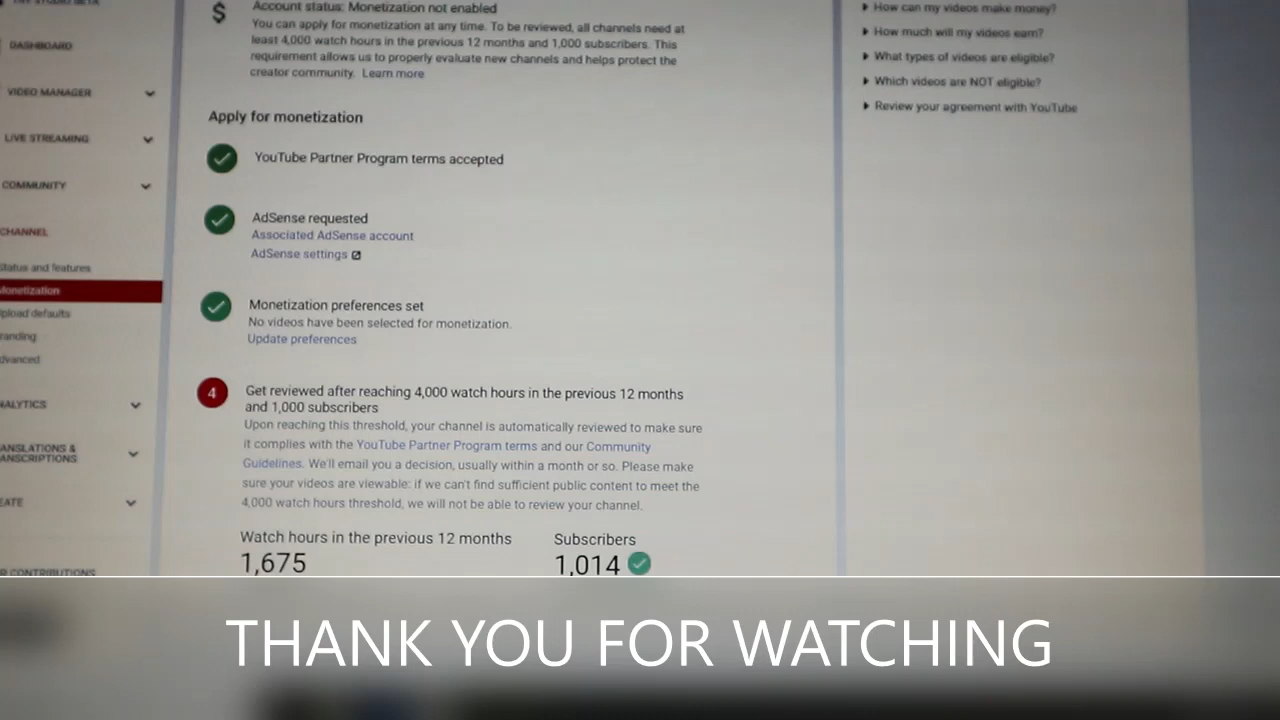 DASHBOARD
VIDEO MANAGER
LIVE STREAMING
COMMUNITY
CHANNEL
Status and features
Monetization
pload defaults
randing
dvanced
NALYTICS
ANSLATIONS &
ANSCRIPTIONS
EATE
R CONTRIBUTIONS
$
Account status: Monetization not enabled
You can apply for monetization at any time. To be reviewed, all channels need at
least 4,000 watch hours in the previous 12 months and 1,000 subscribers. This
requirement allows us to properly evaluate new channels and helps protect the
creator community. Learn more
Apply for monetization
YouTube Partner Program terms accepted
AdSense requested
Associated AdSense account
AdSense settings
Monetization preferences set
No videos have been selected for monetization.
Update preferences
4
Get reviewed after reaching 4,000 watch hours in the previous 12 months
and 1,000 subscribers
Upon reaching this threshold, your channel is automatically reviewed to make sure
it complies with the YouTube Partner Program terms and our Community
Guidelines. We'll email you a decision, usually within a month or so. Please make
sure your videos are viewable: if we can't find sufficient public content to meet the
4,000 watch hours threshold, we will not be able to review your channel.
Watch hours in the previous 12 months
1,675
Subscribers
1,014
How can my videos make money?
How much will my videos earn?
What types of videos are eligible?
Which videos are NOT eligible?
Review your agreement with YouTube
THANK YOU FOR WATCHING